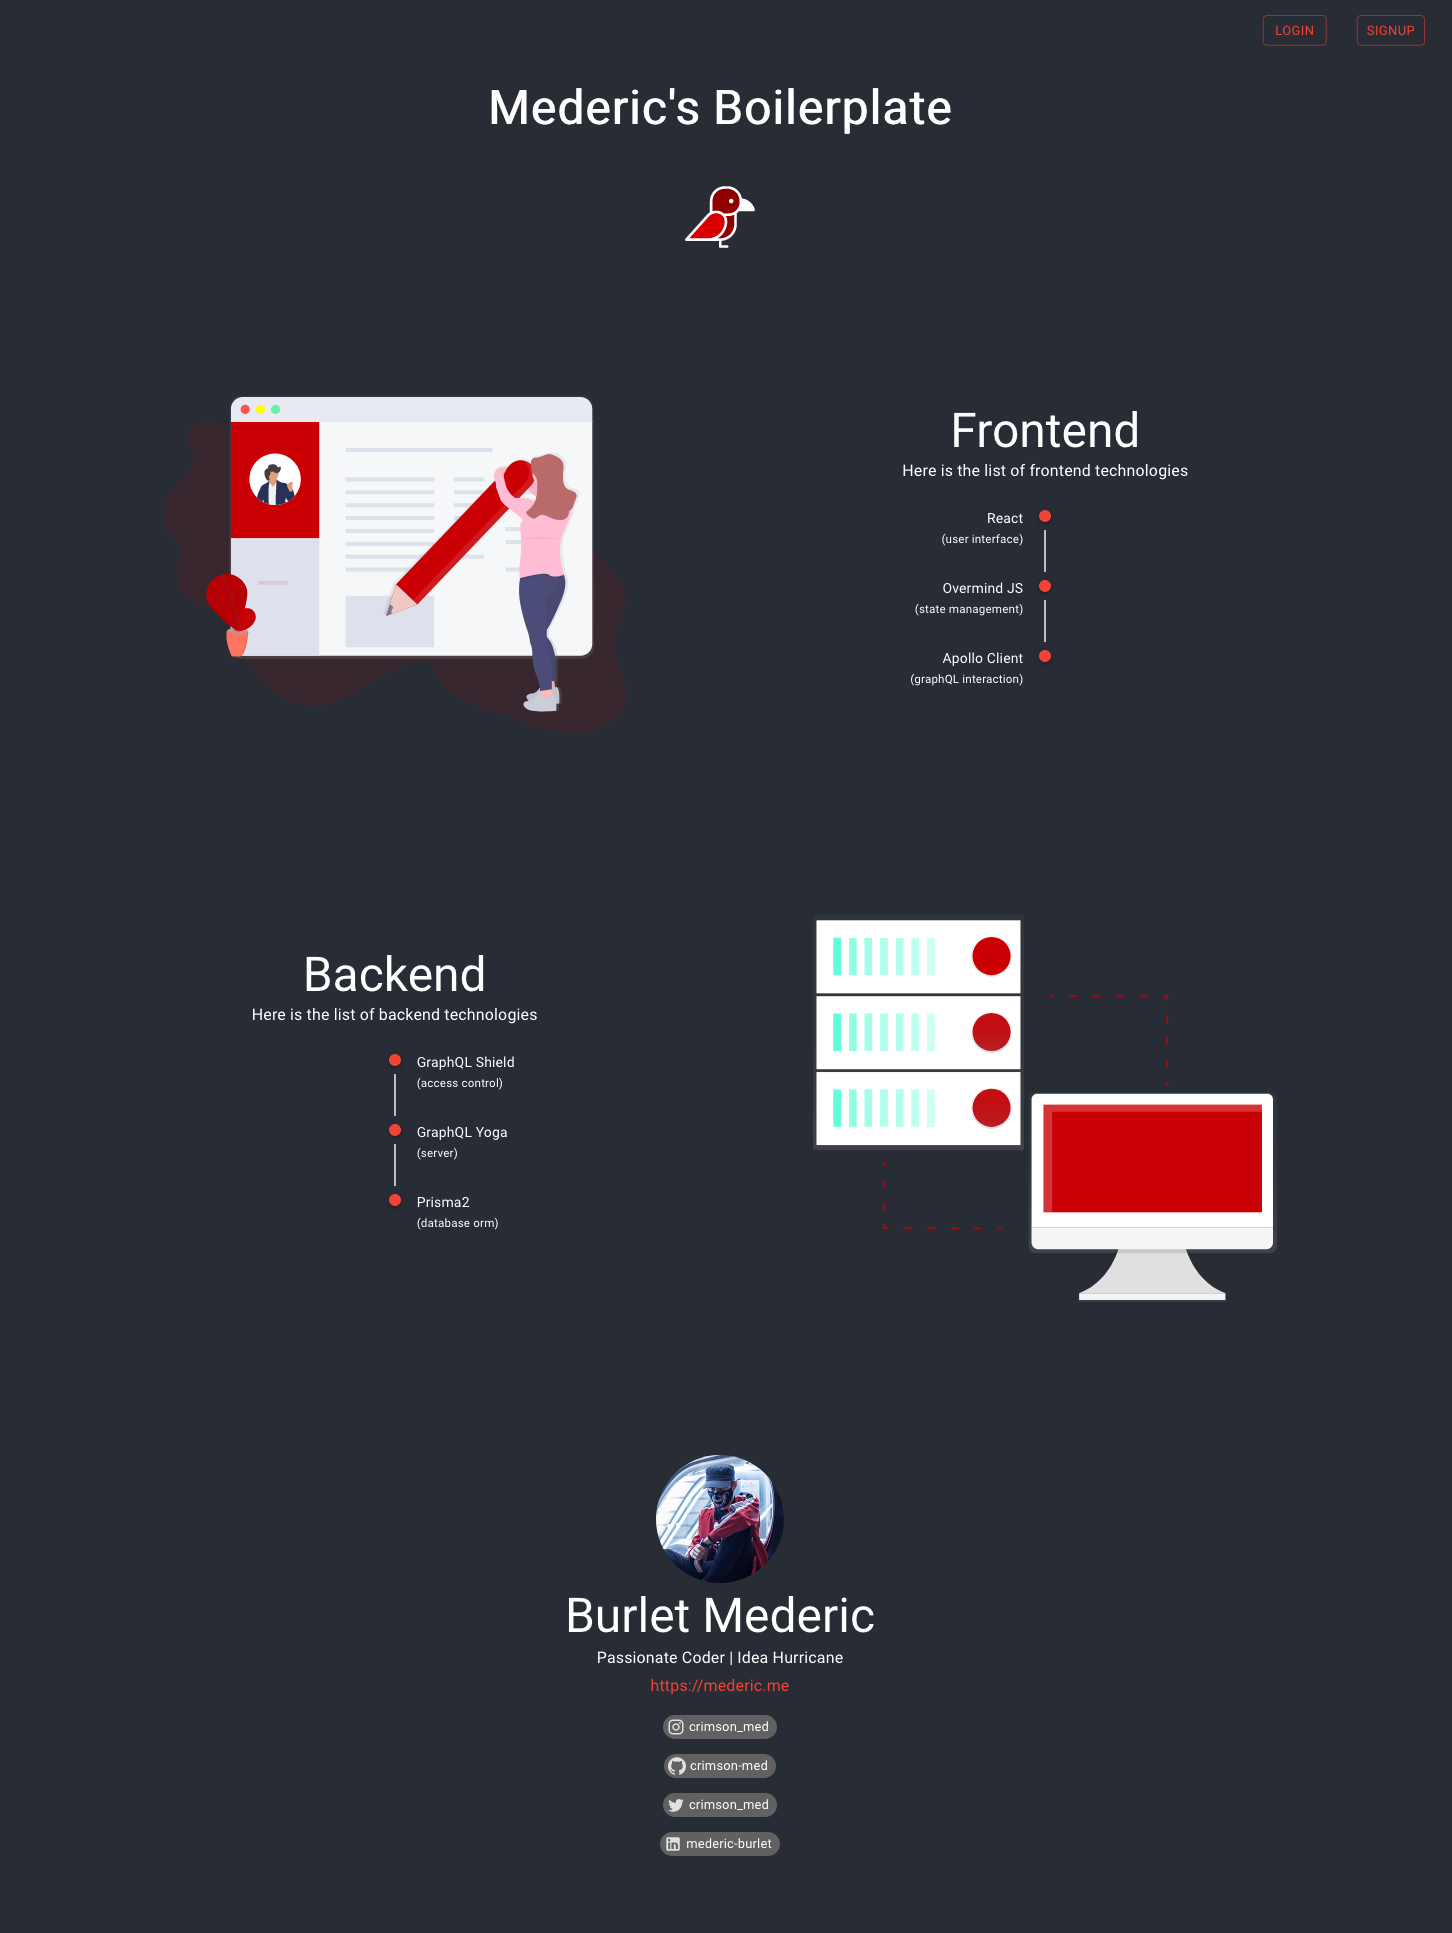 LOGIN
SIGNUP
Mederic's Boilerplate
Frontend
Here is the list of frontend technologies
React
(user interface)
Overmind JS
(state management)
Apollo Client
(graphQL interaction)
Backend
Here is the list of backend technologies
GraphQL Shield
(access control)
GraphQL Yoga
(server)
Prisma2
(database orm)
Burlet Mederic
Passionate Coder | Idea Hurricane
https://mederic.me
crimson_med
crimson-med
crimson_med
mederic-burlet